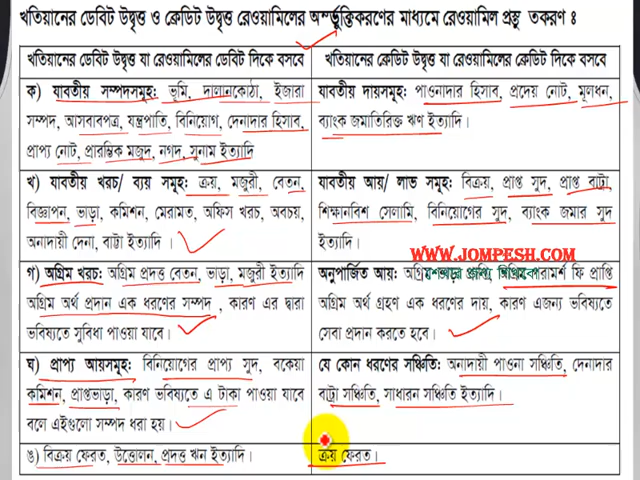 খতিয়ানের ডেবিট উদ্বৃত্ত ও ক্রেডিট উদ্বৃত্ত রেওয়ামিলের অর্ন্তভুক্তিকরণের মাধ্যমে রেওয়ামিল প্রস্তু তকরণ ঃ
খতিয়ানের ডেবিট উদ্বৃত্ত যা রেওয়ামিলের ডেবিট দিকে বসবে
খতিয়ানের ক্রেডিট উদ্বৃত্ত যা রেওয়ামিলের ক্রেডিট দিকে বসবে
ক) যাবতীয় সম্পদসমূহ: ভূমি, দালানকোঠা, ইজারা
সম্পদ, আসবাবপত্র, যন্ত্রপাতি, বিনিয়োগ, দেনাদার হিসাব,
প্রাপ্য নোট, প্রারম্ভিক মজুদ, নগদ, সুনাম ইত্যাদি
যাবতীয় দায়সমূহ: পাওনাদার হিসাব, প্রদেয় নোট, মূলধন,
ব্যাংক জমাতিরিক্ত ঋণ ইত্যাদি।
খ) যাবতীয় খরচ/ ব্যয় সমূহ: ক্রয়, মজুরী, বেতন,
বিজ্ঞাপন, ভাড়া, কমিশন, মেরামত, অফিস খরচ, অবচয়,
অনাদায়ী দেনা, বাট্টা ইত্যাদি ।
যাবতীয় আয়/ লাভ সমূহ: বিক্রয়, প্রাপ্ত সুদ, প্রাপ্ত বাট্টা,
শিক্ষানবিশ সেলামি, বিনিয়োগের সুদ, ব্যাংক জমার সুদ
ইত্যাদি।
WWW.JOMPESH.COM
গ) অগ্রিম খরচ: অগ্রিম প্রদত্ত বেতন, ভাড়া, মজুরী ইত্যাদি
অগ্রিম অর্থ প্রদান এক ধরণের সম্পদ , কারণ এর দ্বারা
ভবিষ্যতে সুবিধা পাওয়া যাবে।
অনুপার্জিত আয়: অগ্রিম ভাড়া প্রাপ্তি, অগ্রিম পরামর্শ ফি প্রাপ্তি
অগ্রিম অর্থ গ্রহণ এক ধরণের দায়, কারণ এজন্য ভবিষ্যতে
সেবা প্রদান করতে হবে।
ঘ) প্রাপ্য আয়সমূহ: বিনিয়োগের প্রাপ্য সুদ, বকেয়া
কমিশন, প্রাপ্তভাড়া, কারণ ভবিষ্যতে এ টাকা পাওয়া যাবে
বলে এইগুলো সম্পদ ধরা হয়।
যে কোন ধরণের সঞ্চিতি: অনাদায়ী পাওনা সঞ্চিতি, দেনাদার
বাট্টা সঞ্চিতি, সাধারন সঞ্চিতি ইত্যাদি।
ঙ) বিক্রয় ফেরত, উত্তোলন, প্রদত্ত ঋন ইত্যাদি।
ক্রয় ফেরত।